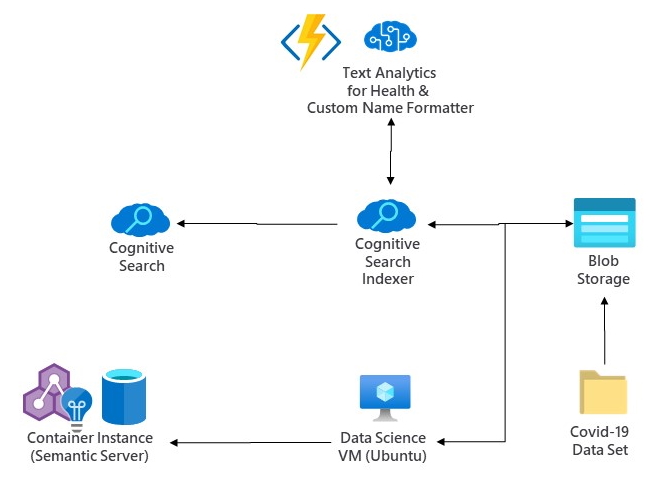 Text Analytics
for Health &
Custom Name Formatter
Cognitive
Search
Cognitive
Search
Indexer
Blob
Storage
Container Instance
(Semantic Server)
Data Science
VM (Ubuntu)
Covid-19
Data Set